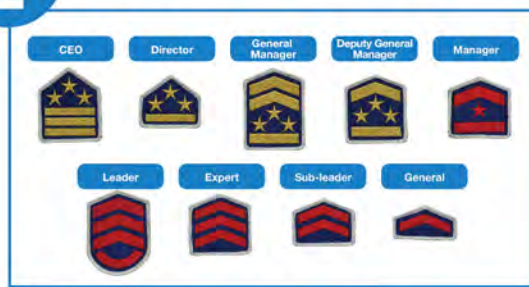 CEO
Director
General
Manager
Deputy General
Manager
Manager
Leader
Expert
Sub-leader
General